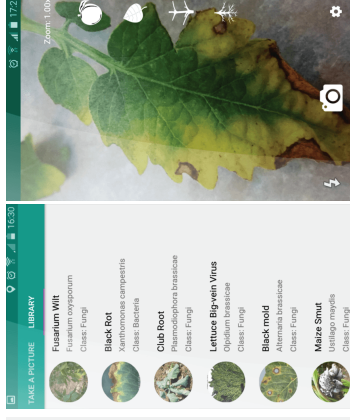 17:2
Zoom: 1.00x
16:30
TAKE A PICTURE LIBRARY
Fusarium Wilt
Fusarium oxysporum
Class: Fungi
Black Rot
Xanthomonas campestris
Class: Bacteria
Club Root
Plasmodiophora brassicae
Class: Fungi
Lettuce Big-vein Virus
Olpidium brassicae
Class: Fungi
Black mold
Alternaria brassicae
Class: Fungi
Maize Smut
Ustilago maydis
Class: Fungi